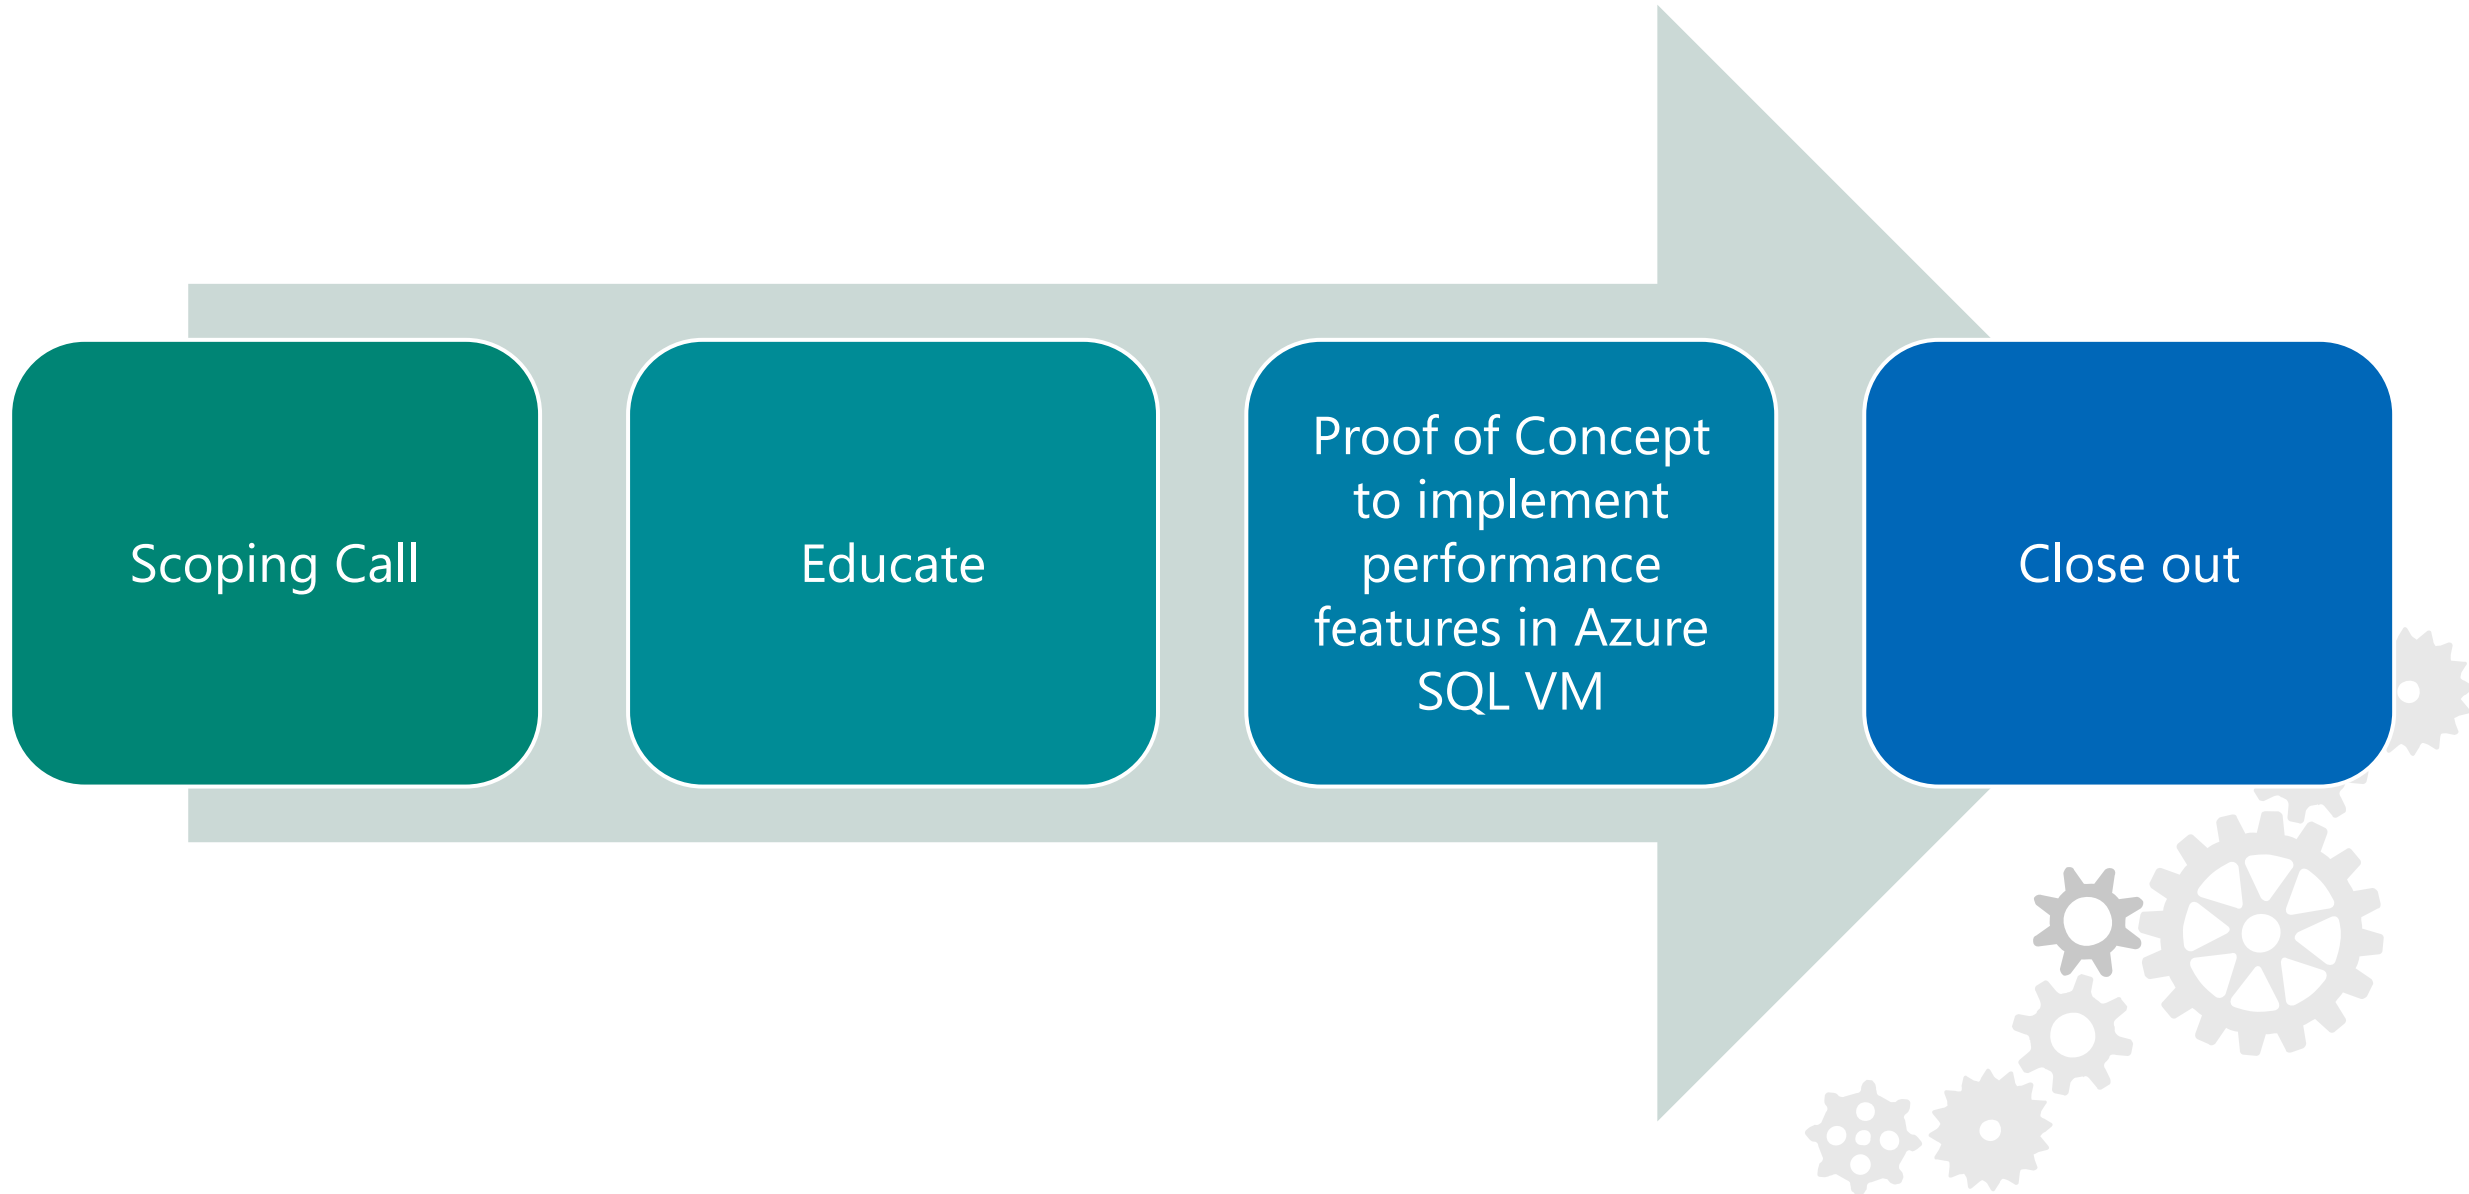 Scoping Call
Educate
Proof of Concept
to implement
performance
features in Azure
SQL VM
Close out